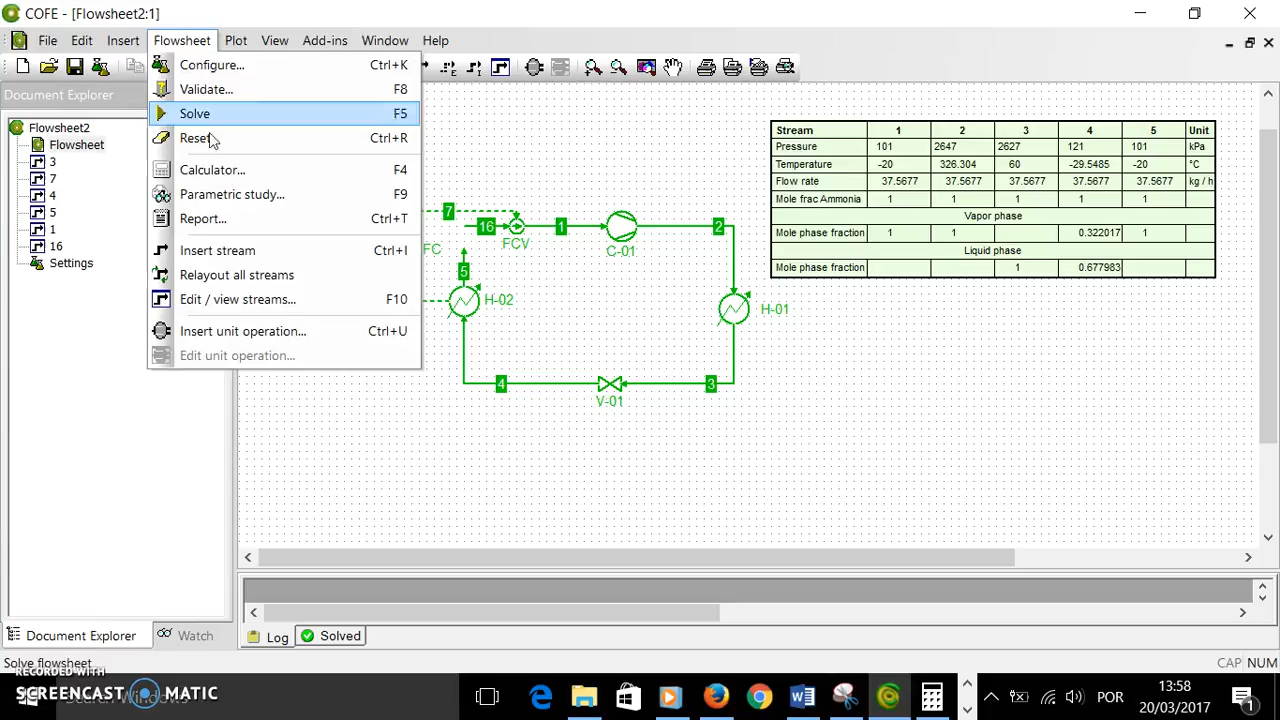 COFE - [Flowsheet2:1]
File Edit Insert Flowsheet Plot View Add-ins Window Help
Document Explorer
Flowsheet2
Flowsheet
3
7
4
5
1
16
Settings
Configure... Ctrl+K
Validate... F8
Solve F5
Reset Ctrl+R
Calculator... F4
Parametric study... F9
Report... Ctrl+T
Insert stream Ctrl+I
Relayout all streams
Edit / view streams... F10
Insert unit operation... Ctrl+U
Edit unit operation...
7
16 1 2
FC FCV C-01
5
H-02 H-01
4 3
V-01
Stream 1 2 3 4 5 Unit
Pressure 101 2647 2627 121 101 kPa
Temperature -20 326.304 60 -29.5485 -20 °C
Flow rate 37.5677 37.5677 37.5677 37.5677 37.5677 kg / h
Mole frac Ammonia 1 1 1 1 1
Vapor phase
Mole phase fraction 1 1 0.322017 1
Liquid phase
Mole phase fraction 1 0.677983
Document Explorer Watch
Log Solved
Solve flowsheet CAP NUM
RECORDED WITH
SCREENCAST MATIC
Search Windows
POR
13:58
20/03/2017
1